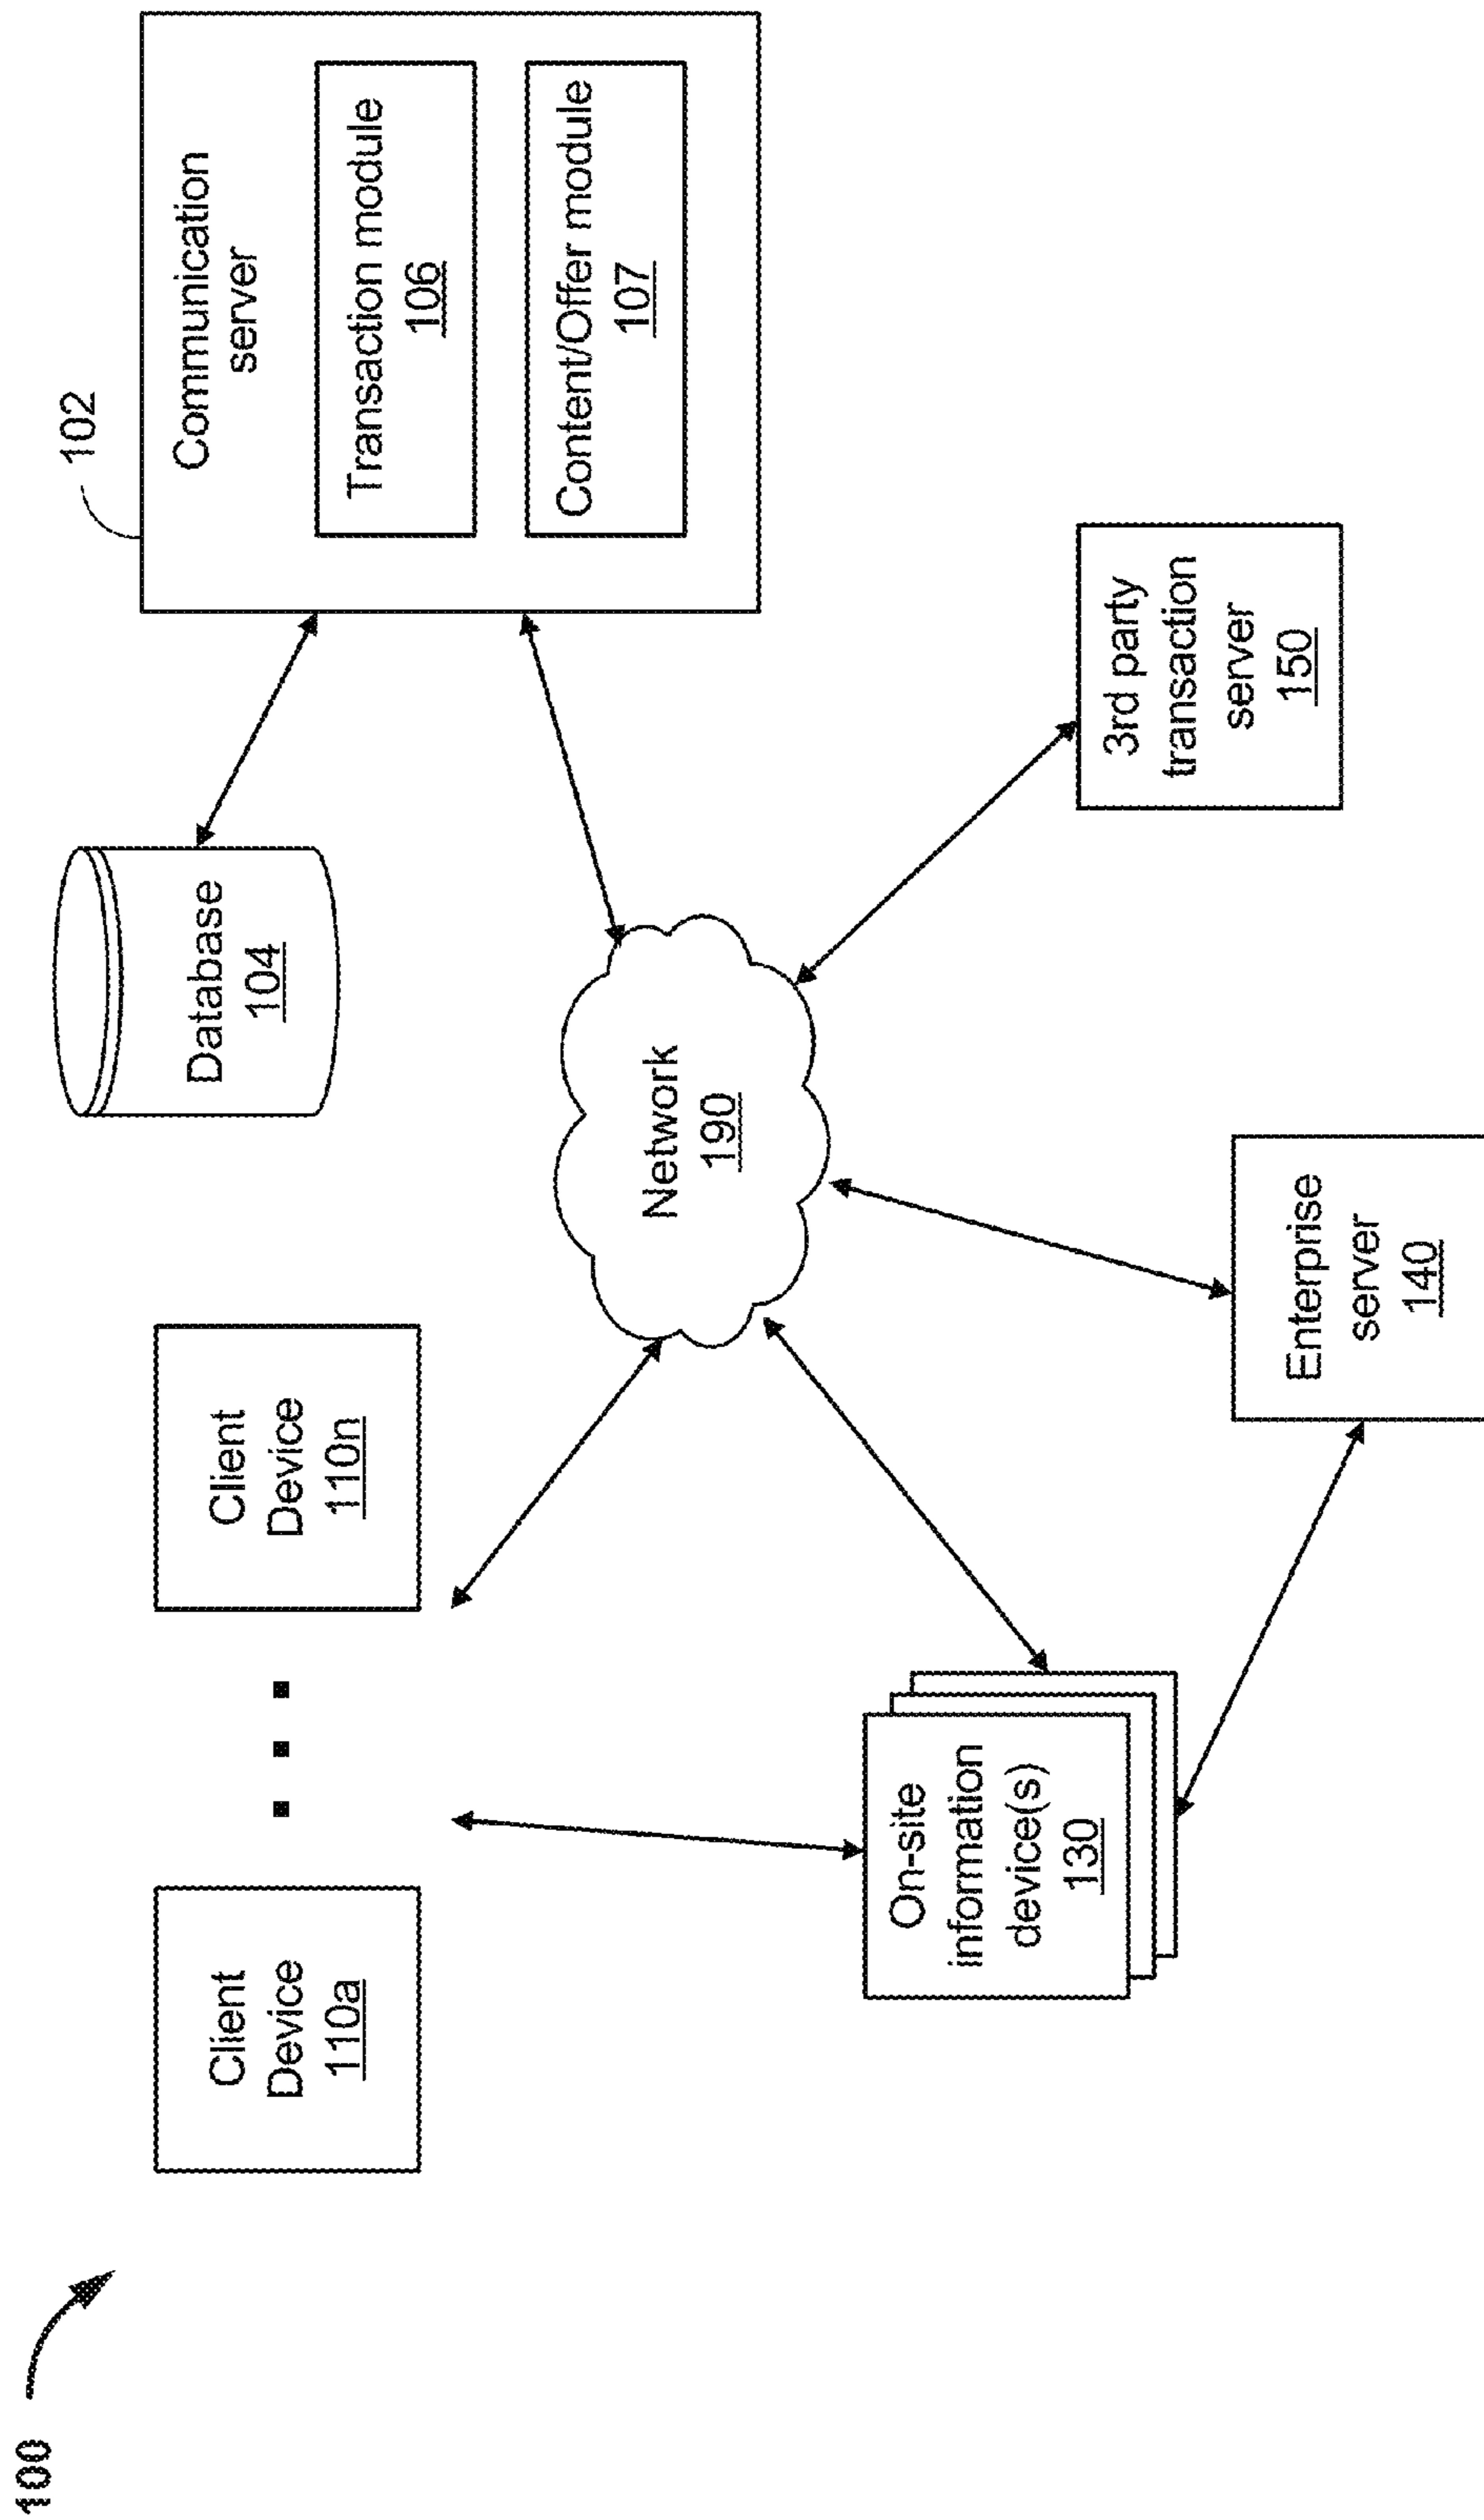 100
Client
Device
110a
Client
Device
110n
Database
104
102
Communication
server
Transaction module
106
Content/Offer module
107
Network
190
On-site
information
device(s)
130
Enterprise
server
140
3rd party
transaction
server
150